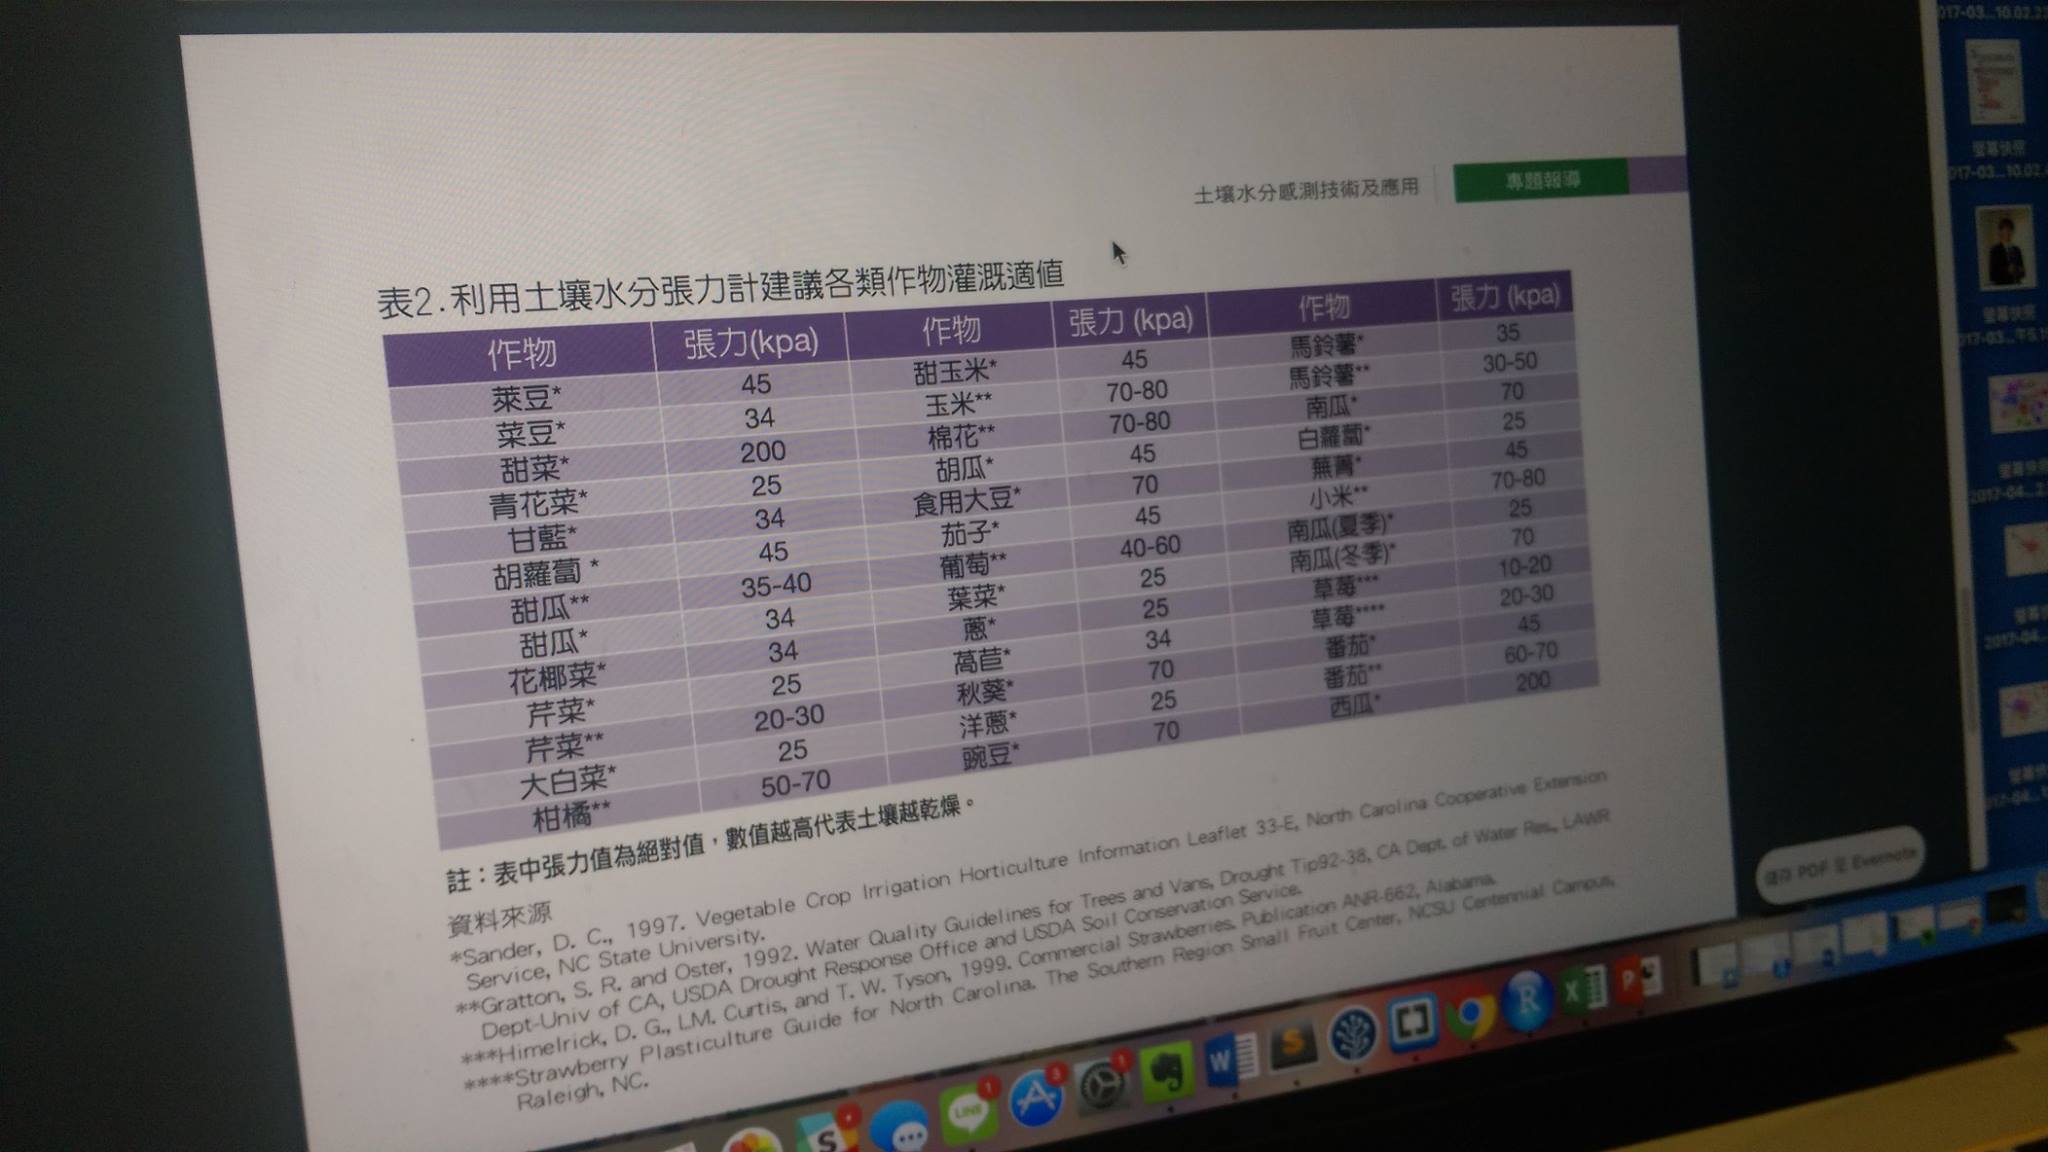 土壤水分感測技術及應用 專題報導
表2.利用土壤水分張力計建議各類作物灌溉適值
作物 張力(kpa) 作物 張力 (kpa) 作物 張力 (kpa)
萊豆* 45 甜玉米* 45 馬鈴薯* 35
菜豆* 34 玉米** 70-80 馬鈴薯** 30-50
甜菜* 200 棉花** 70-80 南瓜* 70
青花菜* 25 胡瓜* 45 白蘿蔔* 25
甘藍* 34 食用大豆* 70 蕪菁* 45
胡蘿蔔 * 45 茄子* 45 小米** 70-80
甜瓜** 35-40 葡萄** 40-60 南瓜(夏季)* 25
甜瓜* 34 葉菜* 25 南瓜(冬季)* 70
花椰菜* 34 蔥* 25 草莓*** 10-20
芹菜* 25 萵苣* 34 草莓**** 20-30
芹菜** 20-30 秋葵* 70 番茄* 45
大白菜* 25 洋蔥* 25 番茄** 60-70
柑橘** 50-70 豌豆* 70 西瓜* 200
註：表中張力值為絕對值，數值越高代表土壤越乾燥。
資料來源
*Sander, D. C., 1997. Vegetable Crop Irrigation Horticulture Information Leaflet 33-E, North Carolina Cooperative Extension
Service, NC State University.
**Gratton, S. R. and Oster, 1992. Water Quality Guidelines for Trees and Vans, Drought Tip92-38, CA Dept. of Water Res., LAWR
Dept-Univ of CA, USDA Drought Response Office and USDA Soil Conservation Service.
***Himelrick, D. G., LM. Curtis, and T. W. Tyson, 1999. Commercial Strawberries. Publication ANR-662, Alabama.
****Strawberry Plasticulture Guide for North Carolina. The Southern Region Small Fruit Center, NCSU Centennial Campus,
Raleigh, NC.
儲存 PDF 至 Evernote
螢幕快照
螢幕快照
LINE